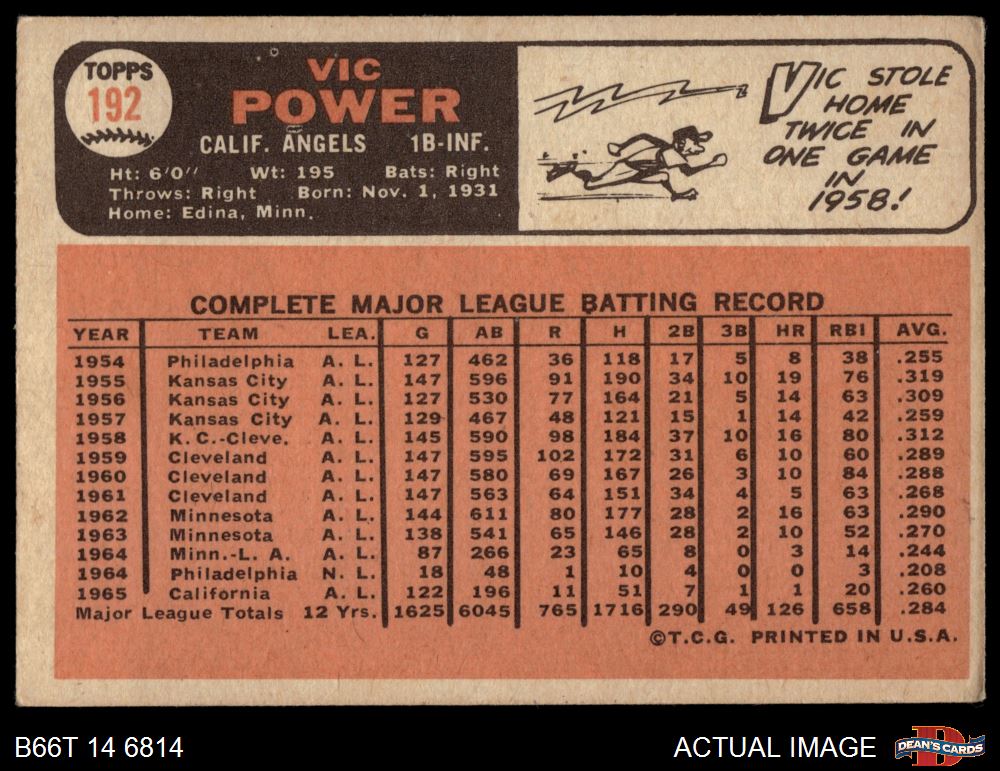 TOPPS
192
VIC
POWER
CALIF. ANGELS 1B-INF.
Ht: 6'0" Wt: 195 Bats: Right
Throws: Right Born: Nov. 1, 1931
Home: Edina, Minn.
VIC STOLE
HOME
TWICE IN
ONE GAME
IN
1958!
COMPLETE MAJOR LEAGUE BATTING RECORD
YEAR TEAM LEA. G AB R H 2B 3B HR RBI AVG.
1954 Philadelphia A. L. 127 462 36 118 17 5 8 38 .255
1955 Kansas City A. L. 147 596 91 190 34 10 19 76 .319
1956 Kansas City A. L. 127 530 77 164 21 5 14 63 .309
1957 Kansas City A. L. 129 467 48 121 15 1 14 42 .259
1958 K. C.-Cleve. A. L. 145 590 98 184 37 10 16 80 .312
1959 Cleveland A. L. 147 595 102 172 31 6 10 60 .289
1960 Cleveland A. L. 147 580 69 167 26 3 10 84 .288
1961 Cleveland A. L. 147 563 64 151 34 4 5 63 .268
1962 Minnesota A. L. 144 611 80 177 28 2 16 63 .290
1963 Minnesota A. L. 138 541 65 146 28 2 10 52 .270
1964 Minn.-L. A. A. L. 87 266 23 65 8 0 3 14 .244
1964 Philadelphia N. L. 18 48 1 10 4 0 0 3 .208
1965 California A. L. 122 196 11 51 7 1 1 20 .260
Major League Totals 12 Yrs. 1625 6045 765 1716 290 49 126 658 .284
©T.C.G. PRINTED IN U.S.A.
B66T 14 6814
ACTUAL IMAGE
D
DEAN'S CARDS